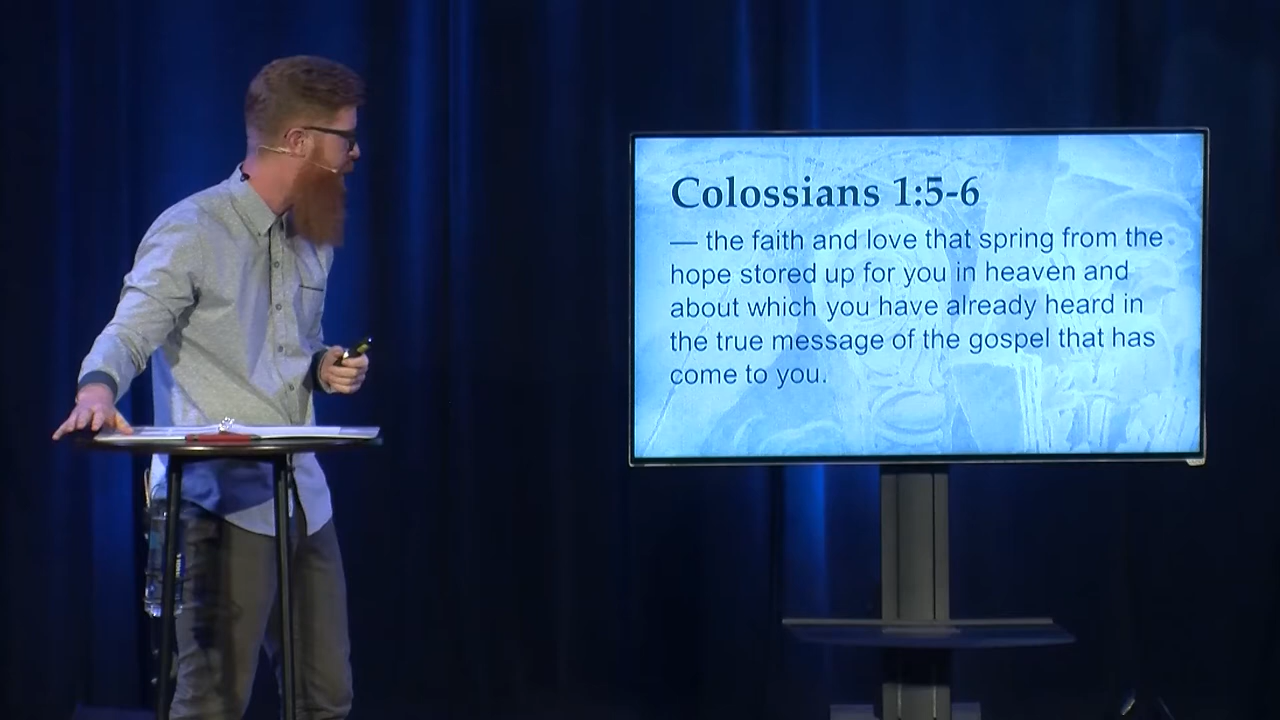 Colossians 1:5-6
— the faith and love that spring from the
hope stored up for you in heaven and
about which you have already heard in
the true message of the gospel that has
come to you.